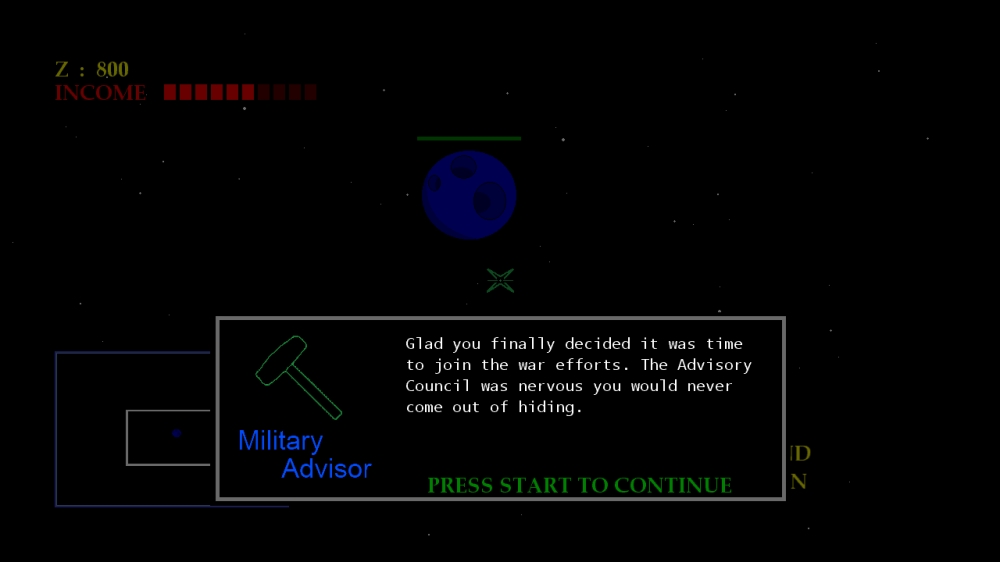 Z : 800
INCOME
Glad you finally decided it was time
to join the war efforts. The Advisory
Council was nervous you would never
come out of hiding.
Military
Advisor
PRESS START TO CONTINUE